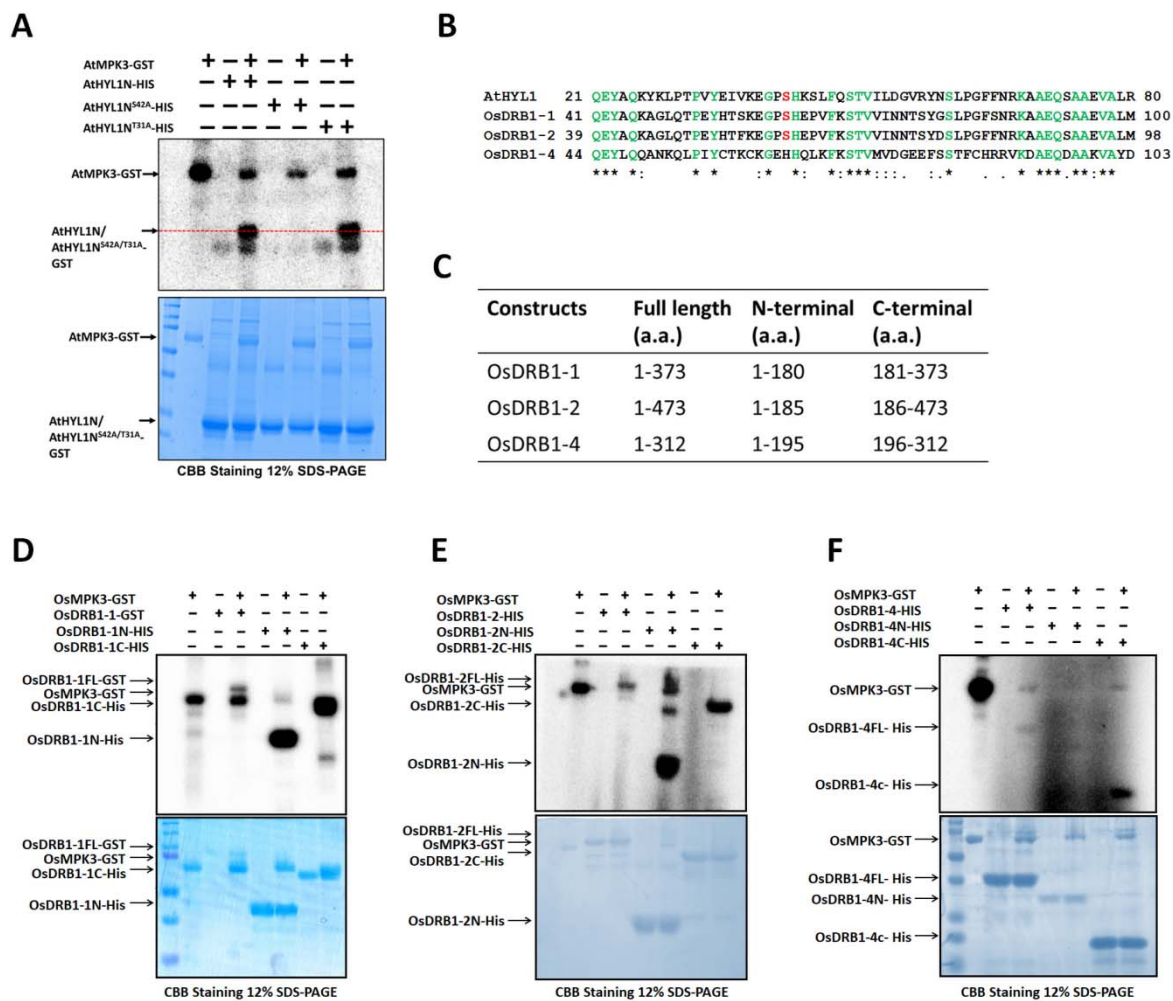 A
AtMPK3-GST + – + – + – +
AtHYL1N-HIS – + + – – – –
AtHYL1N^S42A-HIS – – – + + – –
AtHYL1N^T31A-HIS – – – – – + +
AtMPK3-GST
AtHYL1N/
AtHYL1N^S42A/T31A-
GST
AtMPK3-GST
AtHYL1N/
AtHYL1N^S42A/T31A-
GST
CBB Staining 12% SDS-PAGE
B
AtHYL1 21 QEYAQKYKLPTPVYEIVKEGPSHKSLFQSTVILDGVRYNSLPGFFNRKAAEQSAAEVALR 80
OsDRB1-1 41 QEYAQKAGLQTPEYHTSKEGPSHEPVFKSTVVINNTSYGSLPGFFNRKAAEQSAAEVALM 100
OsDRB1-2 39 QEYAQKAGLQTPEYHTFKEGPSHEPVFKSTVVINNTSYDSLPGFFNRKAAEQSAAEVALM 98
OsDRB1-4 44 QEYLQQANKQLPIYCTKCKGEHHQLKFKSTVMVDGEEFSSTFCHRRVKDAEQDAAKVAYD 103
C
Constructs Full length (a.a.) N-terminal (a.a.) C-terminal (a.a.)
OsDRB1-1 1-373 1-180 181-373
OsDRB1-2 1-473 1-185 186-473
OsDRB1-4 1-312 1-195 196-312
D
OsMPK3-GST + – + – + – +
OsDRB1-1-GST – + + – – – –
OsDRB1-1N-HIS – – – + + – –
OsDRB1-1C-HIS – – – – – + +
OsDRB1-1FL-GST
OsMPK3-GST
OsDRB1-1C-His
OsDRB1-1N-His
OsDRB1-1FL-GST
OsMPK3-GST
OsDRB1-1C-His
OsDRB1-1N-His
CBB Staining 12% SDS-PAGE
E
OsMPK3-GST + – + – + – +
OsDRB1-2-HIS – + + – – – –
OsDRB1-2N-HIS – – – + + – –
OsDRB1-2C-HIS – – – – – + +
OsDRB1-2FL-His
OsMPK3-GST
OsDRB1-2C-His
OsDRB1-2N-His
OsDRB1-2FL-His
OsMPK3-GST
OsDRB1-2C-His
OsDRB1-2N-His
CBB Staining 12% SDS-PAGE
F
OsMPK3-GST + – + – + – +
OsDRB1-4-HIS – + + – – – –
OsDRB1-4N-HIS – – – + + – –
OsDRB1-4C-HIS – – – – – + +
OsMPK3-GST
OsDRB1-4FL- His
OsDRB1-4c- His
OsMPK3-GST
OsDRB1-4FL- His
OsDRB1-4N- His
OsDRB1-4c- His
CBB Staining 12% SDS-PAGE